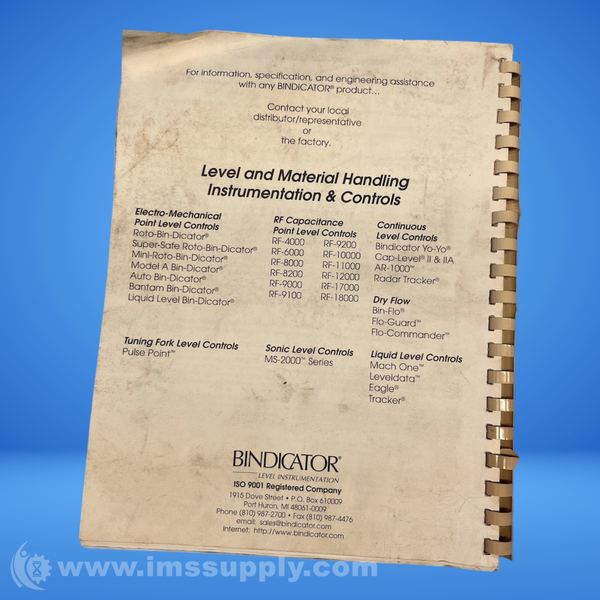 For information, specification, and engineering assistance
with any BINDICATOR® product...
Contact your local
distributor/representative
or
the factory.
Level and Material Handling
Instrumentation & Controls
Electro-Mechanical
Point Level Controls
Roto-Bin-Dicator®
Super-Safe Roto-Bin-Dicator®
Mini-Roto-Bin-Dicator®
Model A Bin-Dicator®
Auto Bin-Dicator®
Bantam Bin-Dicator®
Liquid Level Bin-Dicator®
RF Capacitance
Point Level Controls
RF-4000 RF-9200
RF-6000 RF-10000
RF-8000 RF-11000
RF-8200 RF-12000
RF-9000 RF-17000
RF-9100 RF-18000
Continuous
Level Controls
Bindicator Yo-Yo®
Cap-Level® II & IIA
AR-1000™
Radar Tracker®
Dry Flow
Bin-Flo®
Flo-Guard™
Flo-Commander™
Tuning Fork Level Controls
Pulse Point™
Sonic Level Controls
MS-2000™ Series
Liquid Level Controls
Mach One™
Leveldata™
Eagle®
Tracker®
BINDICATOR®
LEVEL INSTRUMENTATION
ISO 9001 Registered Company
1915 Dove Street • P.O. Box 610009
Port Huron, MI 48061-0009
Phone (810) 987-2700 • Fax (810) 987-4476
email: sales@bindicator.com
Internet: http://www.bindicator.com
www.imssupply.com